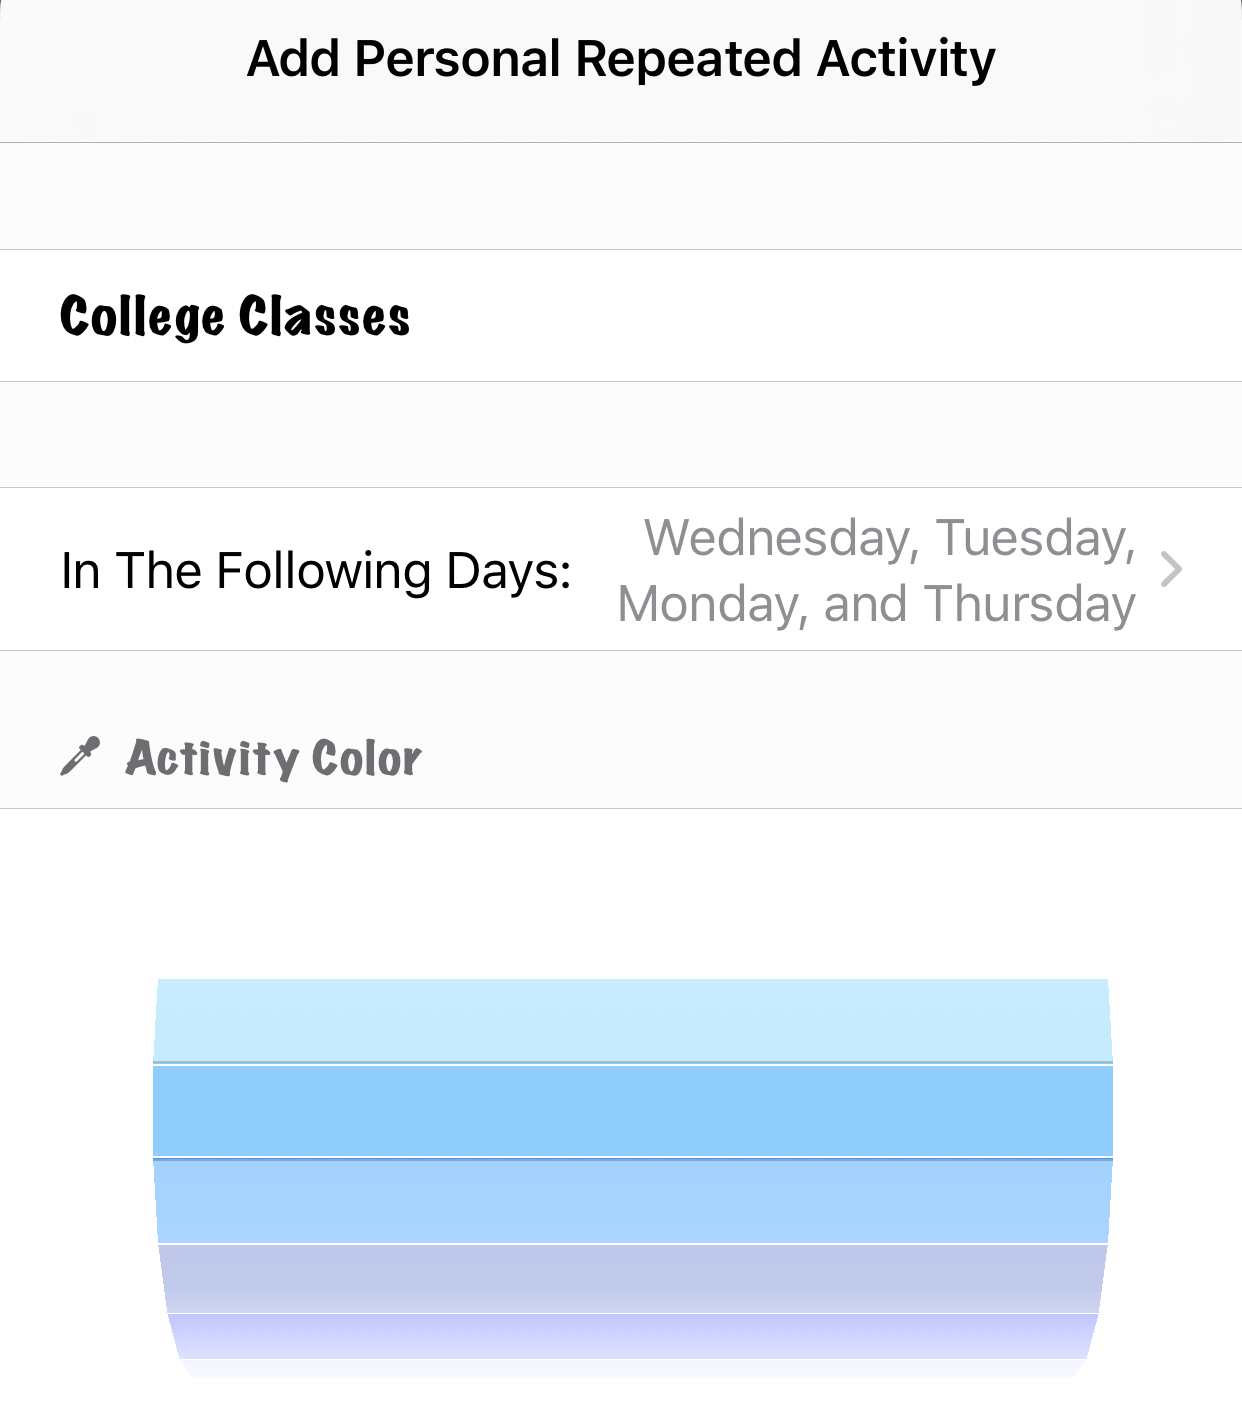 Add Personal Repeated Activity
College Classes
In The Following Days:
Wednesday, Tuesday,
Monday, and Thursday
Activity Color